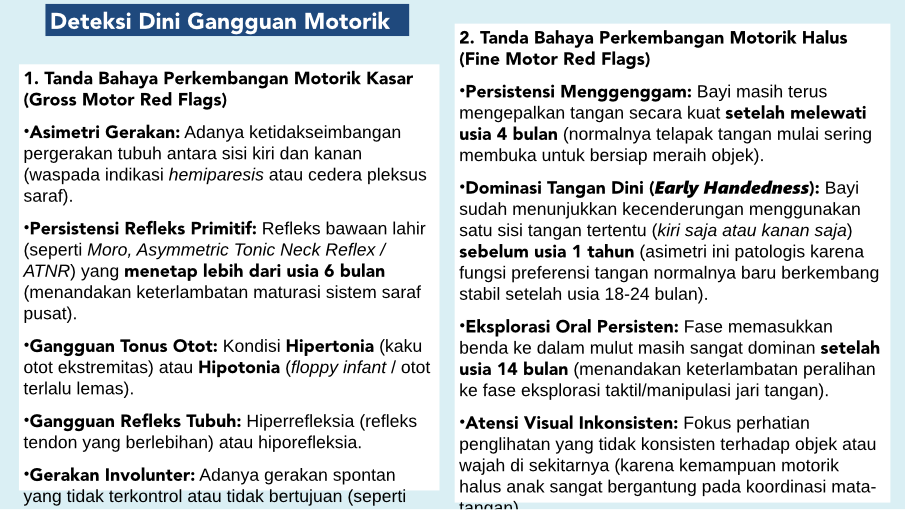 Deteksi Dini Gangguan Motorik
1. Tanda Bahaya Perkembangan Motorik Kasar
(Gross Motor Red Flags)
•Asimetri Gerakan: Adanya ketidakseimbangan
pergerakan tubuh antara sisi kiri dan kanan
(waspada indikasi hemiparesis atau cedera pleksus
saraf).
•Persistensi Refleks Primitif: Refleks bawaan lahir
(seperti Moro, Asymmetric Tonic Neck Reflex /
ATNR) yang menetap lebih dari usia 6 bulan
(menandakan keterlambatan maturasi sistem saraf
pusat).
•Gangguan Tonus Otot: Kondisi Hipertonia (kaku
otot ekstremitas) atau Hipotonia (floppy infant / otot
terlalu lemas).
•Gangguan Refleks Tubuh: Hiperrefleksia (refleks
tendon yang berlebihan) atau hiporefleksia.
•Gerakan Involunter: Adanya gerakan spontan
yang tidak terkontrol atau tidak bertujuan (seperti
2. Tanda Bahaya Perkembangan Motorik Halus
(Fine Motor Red Flags)
•Persistensi Menggenggam: Bayi masih terus
mengepalkan tangan secara kuat setelah melewati
usia 4 bulan (normalnya telapak tangan mulai sering
membuka untuk bersiap meraih objek).
•Dominasi Tangan Dini (Early Handedness): Bayi
sudah menunjukkan kecenderungan menggunakan
satu sisi tangan tertentu (kiri saja atau kanan saja)
sebelum usia 1 tahun (asimetri ini patologis karena
fungsi preferensi tangan normalnya baru berkembang
stabil setelah usia 18-24 bulan).
•Eksplorasi Oral Persisten: Fase memasukkan
benda ke dalam mulut masih sangat dominan setelah
usia 14 bulan (menandakan keterlambatan peralihan
ke fase eksplorasi taktil/manipulasi jari tangan).
•Atensi Visual Inkonsisten: Fokus perhatian
penglihatan yang tidak konsisten terhadap objek atau
wajah di sekitarnya (karena kemampuan motorik
halus anak sangat bergantung pada koordinasi mata-
tangan)